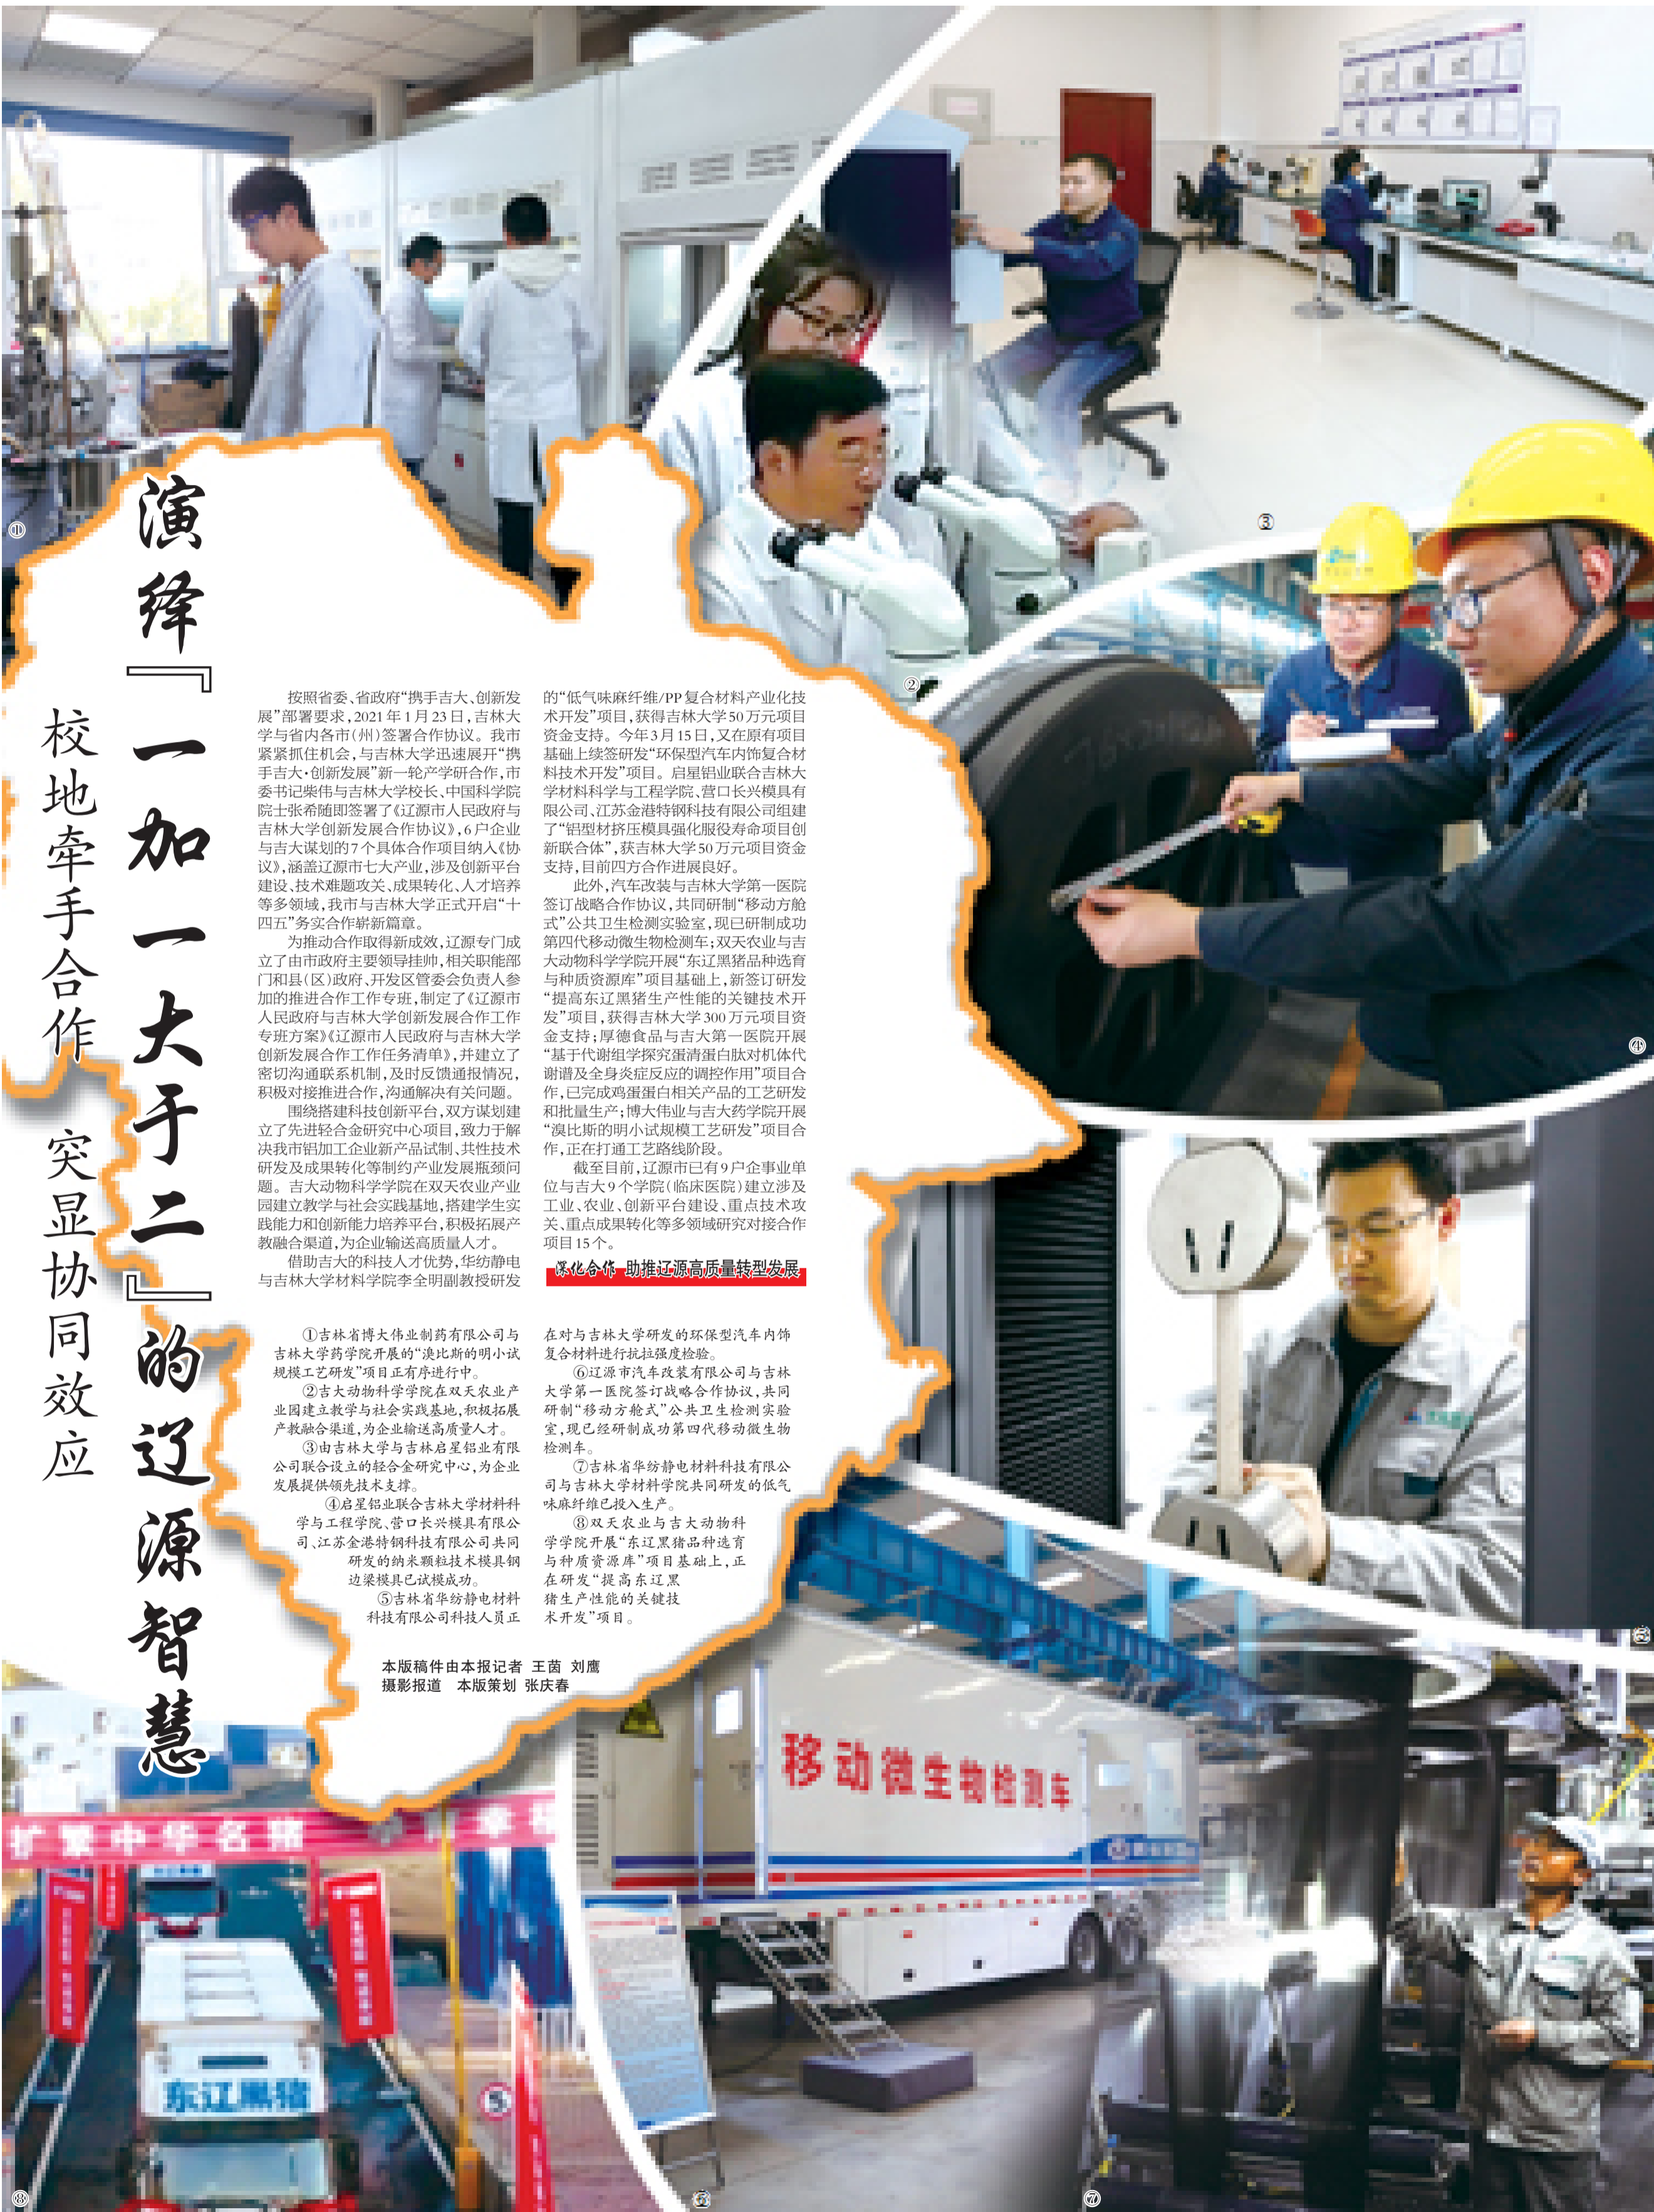 演绎『一加一大于二』的辽源智慧
校地牵手合作 突显协同效应
按照省委、省政府“携手吉大、创新发
展”部署要求，2021年1月23日，吉林大
学与省内各市（州）签署合作协议。我市
紧紧抓住机会，与吉林大学迅速展开“携
手吉大·创新发展”新一轮产学研合作，市
委书记柴伟与吉林大学校长、中国科学院
院士张希随即签署了《辽源市人民政府与
吉林大学创新发展合作协议》，6户企业
与吉大谋划的7个具体合作项目纳入《协
议》，涵盖辽源市七大产业，涉及创新平台
建设、技术难题攻关、成果转化、人才培养
等多领域，我市与吉林大学正式开启“十
四五”务实合作崭新篇章。
为推动合作取得新成效，辽源专门成
立了由市政府主要领导挂帅，相关职能部
门和县（区）政府、开发区管委会负责人参
加的推进合作工作专班，制定了《辽源市
人民政府与吉林大学创新发展合作工作
专班方案》《辽源市人民政府与吉林大学
创新发展合作工作任务清单》，并建立了
密切沟通联系机制，及时反馈通报情况，
积极对接推进合作，沟通解决有关问题。
围绕搭建科技创新平台，双方谋划建
立了先进轻合金研究中心项目，致力于解
决我市铝加工企业新产品试制、共性技术
研发及成果转化等制约产业发展瓶颈问
题。吉大动物科学学院在双天农业产业
园建立教学与社会实践基地，搭建学生实
践能力和创新能力培养平台，积极拓展产
教融合渠道，为企业输送高质量人才。
借助吉大的科技人才优势，华纺静电
与吉林大学材料学院李全明副教授研发
的“低气味麻纤维/PP复合材料产业化技
术开发”项目，获得吉林大学50万元项目
资金支持。今年3月15日，又在原有项目
基础上续签研发“环保型汽车内饰复合材
料技术开发”项目。启星铝业联合吉林大
学材料科学与工程学院、营口长兴模具有
限公司、江苏金港特钢科技有限公司组建
了“铝型材挤压模具强化服役寿命项目创
新联合体”，获吉林大学50万元项目资金
支持，目前四方合作进展良好。
此外，汽车改装与吉林大学第一医院
签订战略合作协议，共同研制“移动方舱
式”公共卫生检测实验室，现已研制成功
第四代移动微生物检测车；双天农业与吉
大动物科学学院开展“东辽黑猪品种选育
与种质资源库”项目基础上，新签订研发
“提高东辽黑猪生产性能的关键技术开
发”项目，获得吉林大学300万元项目资
金支持；厚德食品与吉大第一医院开展
“基于代谢组学探究蛋清蛋白肽对机体代
谢谱及全身炎症反应的调控作用”项目合
作，已完成鸡蛋蛋白相关产品的工艺研发
和批量生产；博大伟业与吉大药学院开展
“溴比斯的明小试规模工艺研发”项目合
作，正在打通工艺路线阶段。
截至目前，辽源市已有9户企事业单
位与吉大9个学院（临床医院）建立涉及
工业、农业、创新平台建设、重点技术攻
关、重点成果转化等多领域研究对接合作
项目15个。
深化合作 助推辽源高质量转型发展
①吉林省博大伟业制药有限公司与
吉林大学药学院开展的“溴比斯的明小试
规模工艺研发”项目正有序进行中。
②吉大动物科学学院在双天农业产
业园建立教学与社会实践基地，积极拓展
产教融合渠道，为企业输送高质量人才。
③由吉林大学与吉林启星铝业有限
公司联合设立的轻合金研究中心，为企业
发展提供领先技术支撑。
④启星铝业联合吉林大学材料科
学与工程学院、营口长兴模具有限公
司、江苏金港特钢科技有限公司共同
研发的纳米颗粒技术模具钢
边梁模具已试模成功。
⑤吉林省华纺静电材料
科技有限公司科技人员正
在对与吉林大学研发的环保型汽车内饰
复合材料进行抗拉强度检验。
⑥辽源市汽车改装有限公司与吉林
大学第一医院签订战略合作协议，共同
研制“移动方舱式”公共卫生检测实验
室，现已经研制成功第四代移动微生物
检测车。
⑦吉林省华纺静电材料科技有限公
司与吉林大学材料学院共同研发的低气
味麻纤维已投入生产。
⑧双天农业与吉大动物科
学学院开展“东辽黑猪品种选育
与种质资源库”项目基础上，正
在研发“提高东辽黑
猪生产性能的关键技
术开发”项目。
本版稿件由本报记者 王茵 刘鹰
摄影报道 本版策划 张庆春
①
②
③
④
⑦
⑧
移动微生物检测车
扩繁中华名猪
东辽黑猪